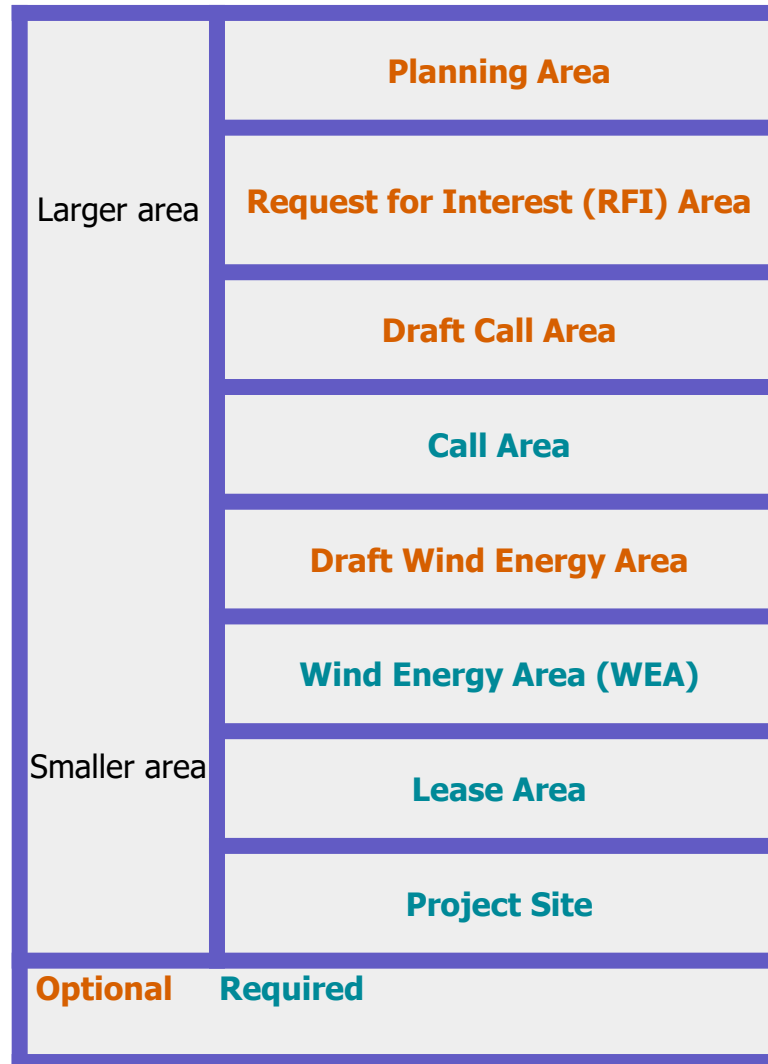 Planning Area
Larger area
Request for Interest (RFI) Area
Draft Call Area
Call Area
Draft Wind Energy Area
Wind Energy Area (WEA)
Smaller area
Lease Area
Project Site
Optional Required